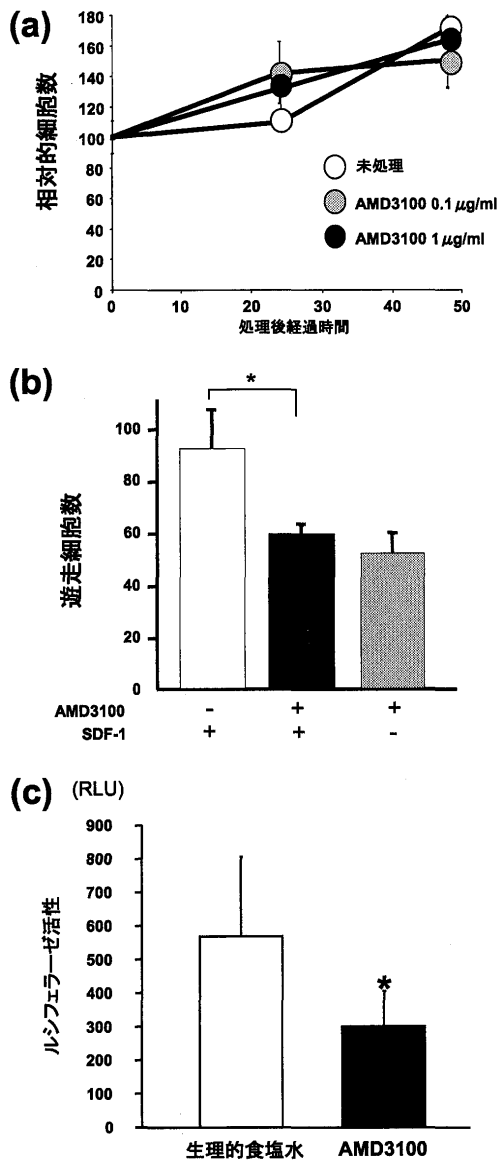 (a)
180
160
140
120
100
80
60
40
20
0
相対的細胞数
未処理
AMD3100 0.1μg/ml
AMD3100 1μg/ml
0 10 20 30 40 50
処理後経過時間
(b)
*
100
80
60
40
20
0
遊走細胞数
AMD3100 - + +
SDF-1 + + -
(c) (RLU)
900
800
700
600
500
400
300
200
100
0
ルシフェラーゼ活性
*
生理的食塩水 AMD3100